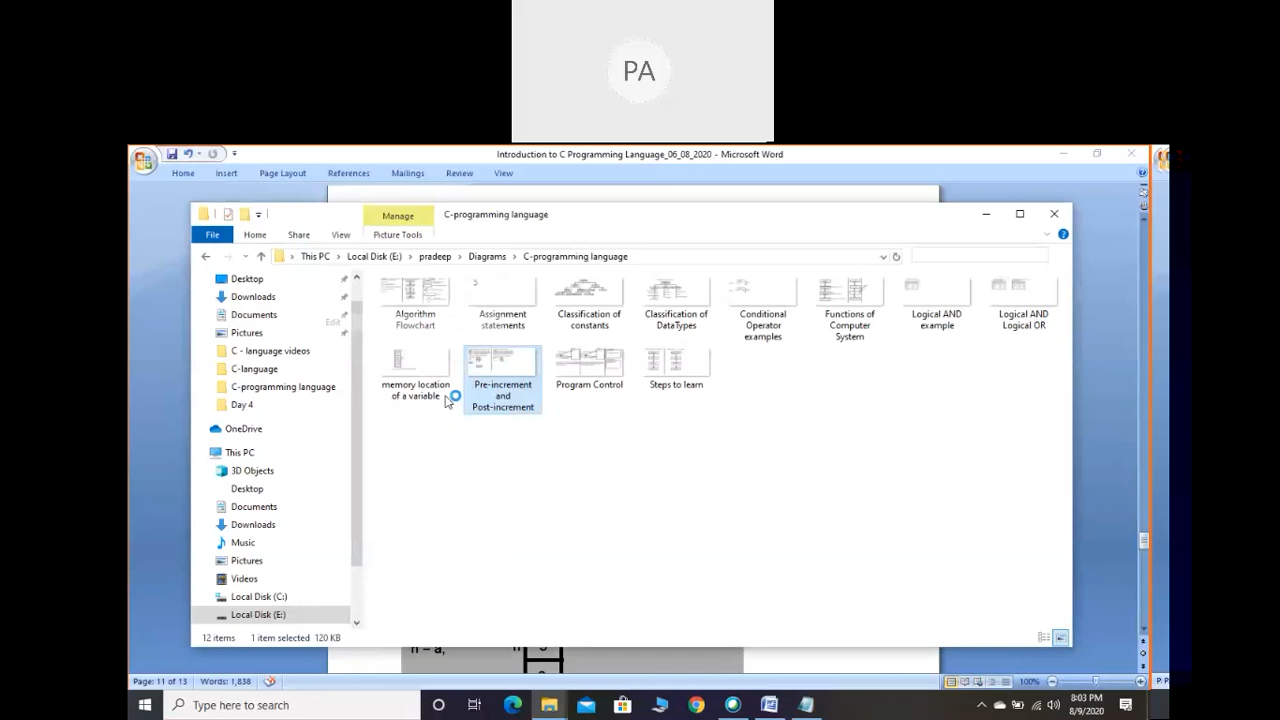 PA
Introduction to C Programming Language_06_08_2020 - Microsoft Word
Home Insert Page Layout References Mailings Review View
Manage C-programming language
File Home Share View Picture Tools
This PC > Local Disk (E:) > pradeep > Diagrams > C-programming language
Desktop
Downloads
Documents
Edit
Pictures
C - language videos
C-language
C-programming language
Day 4
OneDrive
This PC
3D Objects
Desktop
Documents
Downloads
Music
Pictures
Videos
Local Disk (C:)
Local Disk (E:)
Algorithm
Flowchart
Assignment
statements
Classification of
constants
Classification of
DataTypes
Conditional
Operator
examples
Functions of
Computer
System
Logical AND
example
Logical AND
Logical OR
memory location
of a variable
Pre-increment
and
Post-increment
Program Control
Steps to learn
12 items 1 item selected 120 KB
n = a;
Page: 11 of 13 Words: 1,838 100%
Type here to search
8:03 PM
8/9/2020